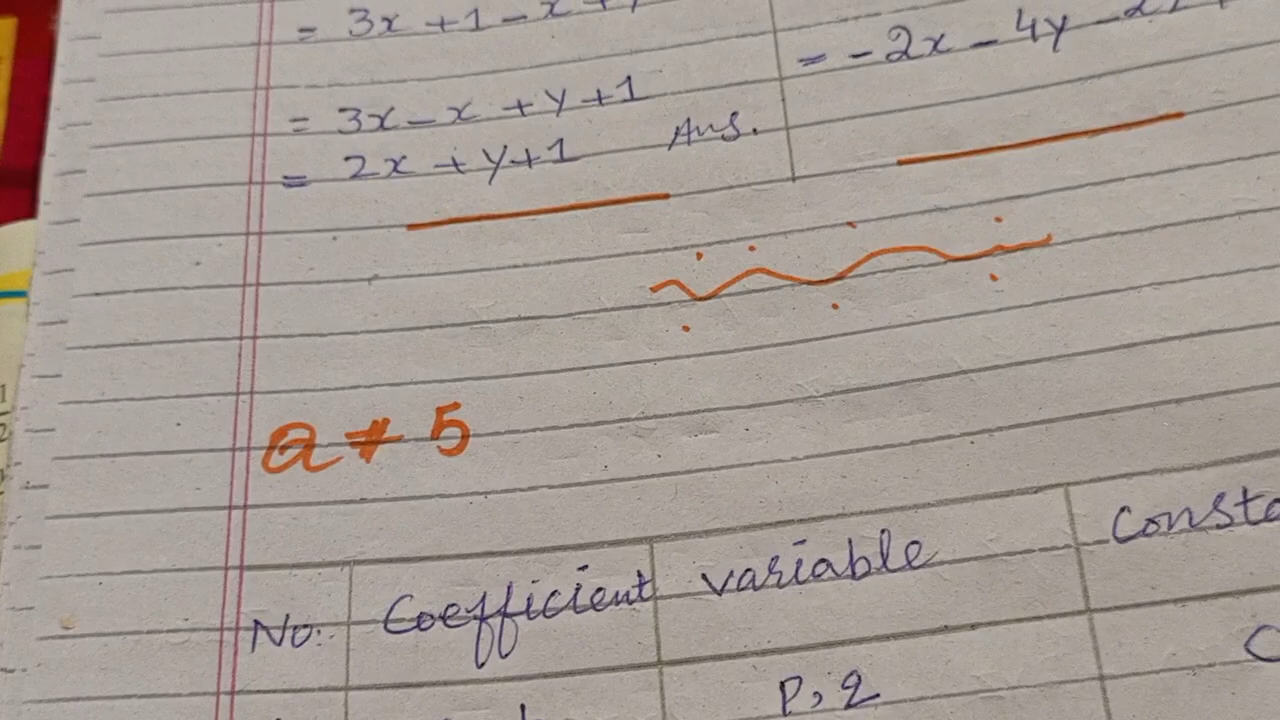 = 3x + 1 - x +
= 3x - x + y + 1
= 2x + y + 1 Ans.
= -2x - 4y - 2
Q # 5
No. Coefficient variable Consta
P, q